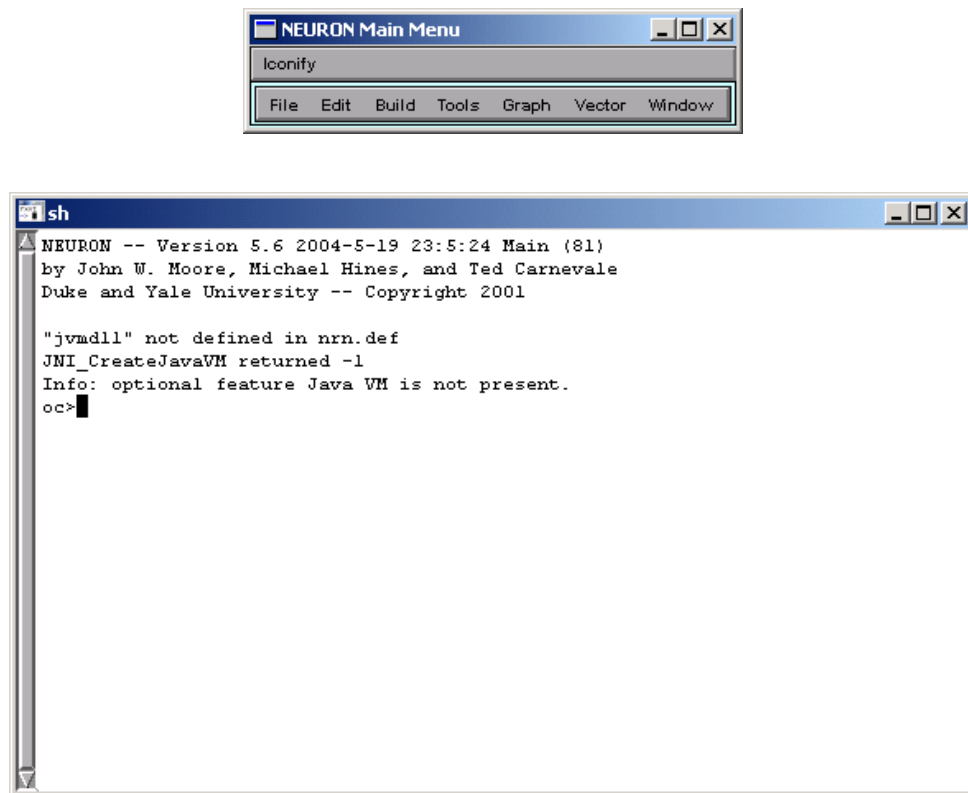 NEURON Main Menu
Iconify
File Edit Build Tools Graph Vector Window
sh
NEURON -- Version 5.6 2004-5-19 23:5:24 Main (81)
by John W. Moore, Michael Hines, and Ted Carnevale
Duke and Yale University -- Copyright 2001
"jvmdll" not defined in nrn.def
JNI_CreateJavaVM returned -1
Info: optional feature Java VM is not present.
oc>